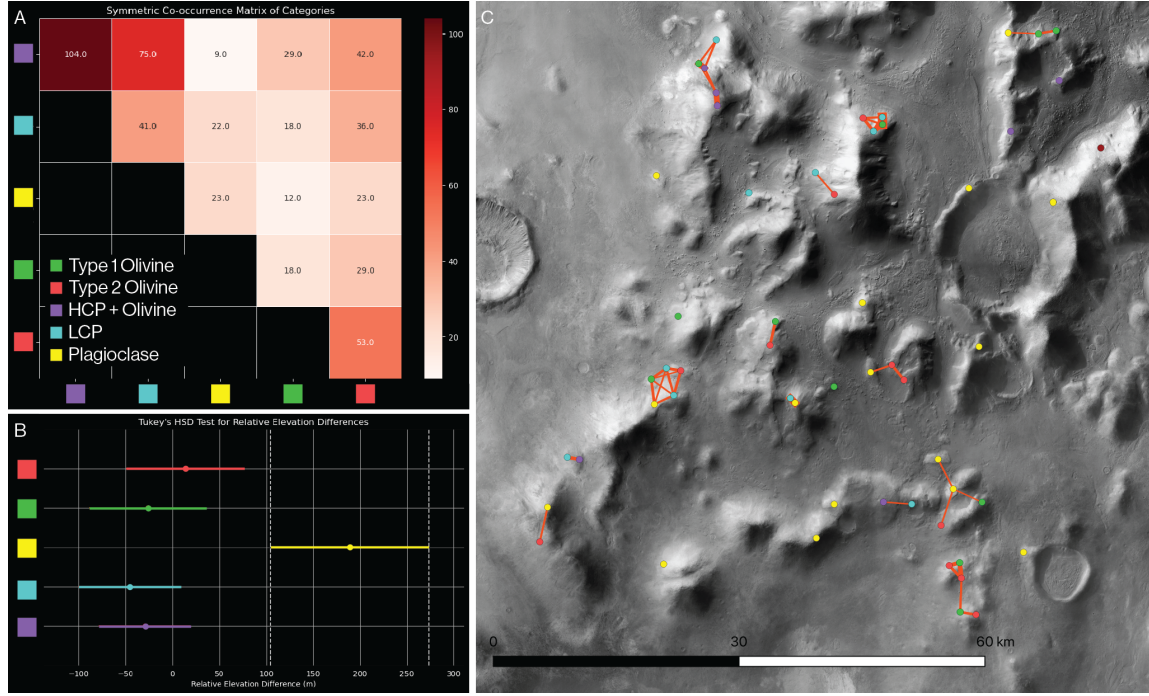 A
Symmetric Co-occurrence Matrix of Categories
104.0 75.0 9.0 29.0 42.0
41.0 22.0 18.0 36.0
23.0 12.0 23.0
18.0 29.0
53.0
100
80
60
40
20
Type 1 Olivine
Type 2 Olivine
HCP + Olivine
LCP
Plagioclase
B
Tukey's HSD Test for Relative Elevation Differences
−100 −50 0 50 100 150 200 250 300
Relative Elevation Difference (m)
C
0 30 60 km